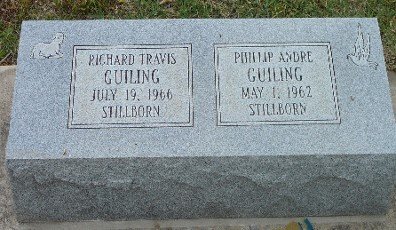 RICHARD TRAVIS
GUILING
JULY 19, 1966
STILLBORN
PHILLIP ANDRE
GUILING
MAY 1, 1962
STILLBORN